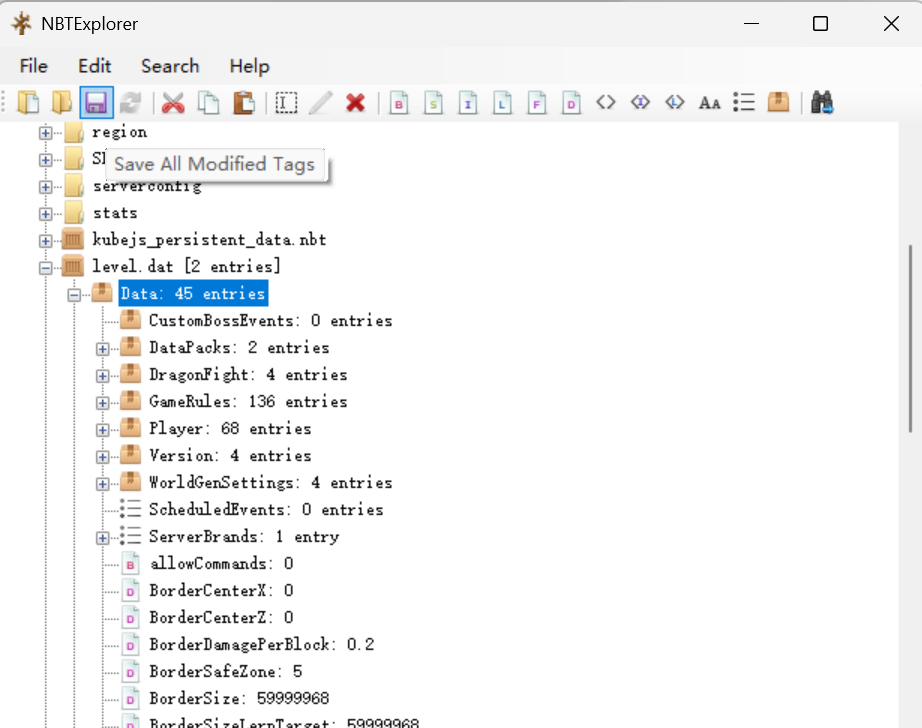 NBTExplorer
File Edit Search Help
B S I L F D Aa
region
Save All Modified Tags
serverconfig
stats
kubejs_persistent_data.nbt
level.dat [2 entries]
Data: 45 entries
CustomBossEvents: 0 entries
DataPacks: 2 entries
DragonFight: 4 entries
GameRules: 136 entries
Player: 68 entries
Version: 4 entries
WorldGenSettings: 4 entries
ScheduledEvents: 0 entries
ServerBrands: 1 entry
B allowCommands: 0
D BorderCenterX: 0
D BorderCenterZ: 0
D BorderDamagePerBlock: 0.2
D BorderSafeZone: 5
D BorderSize: 59999968
D BorderSizeLerpTarget: 59999968